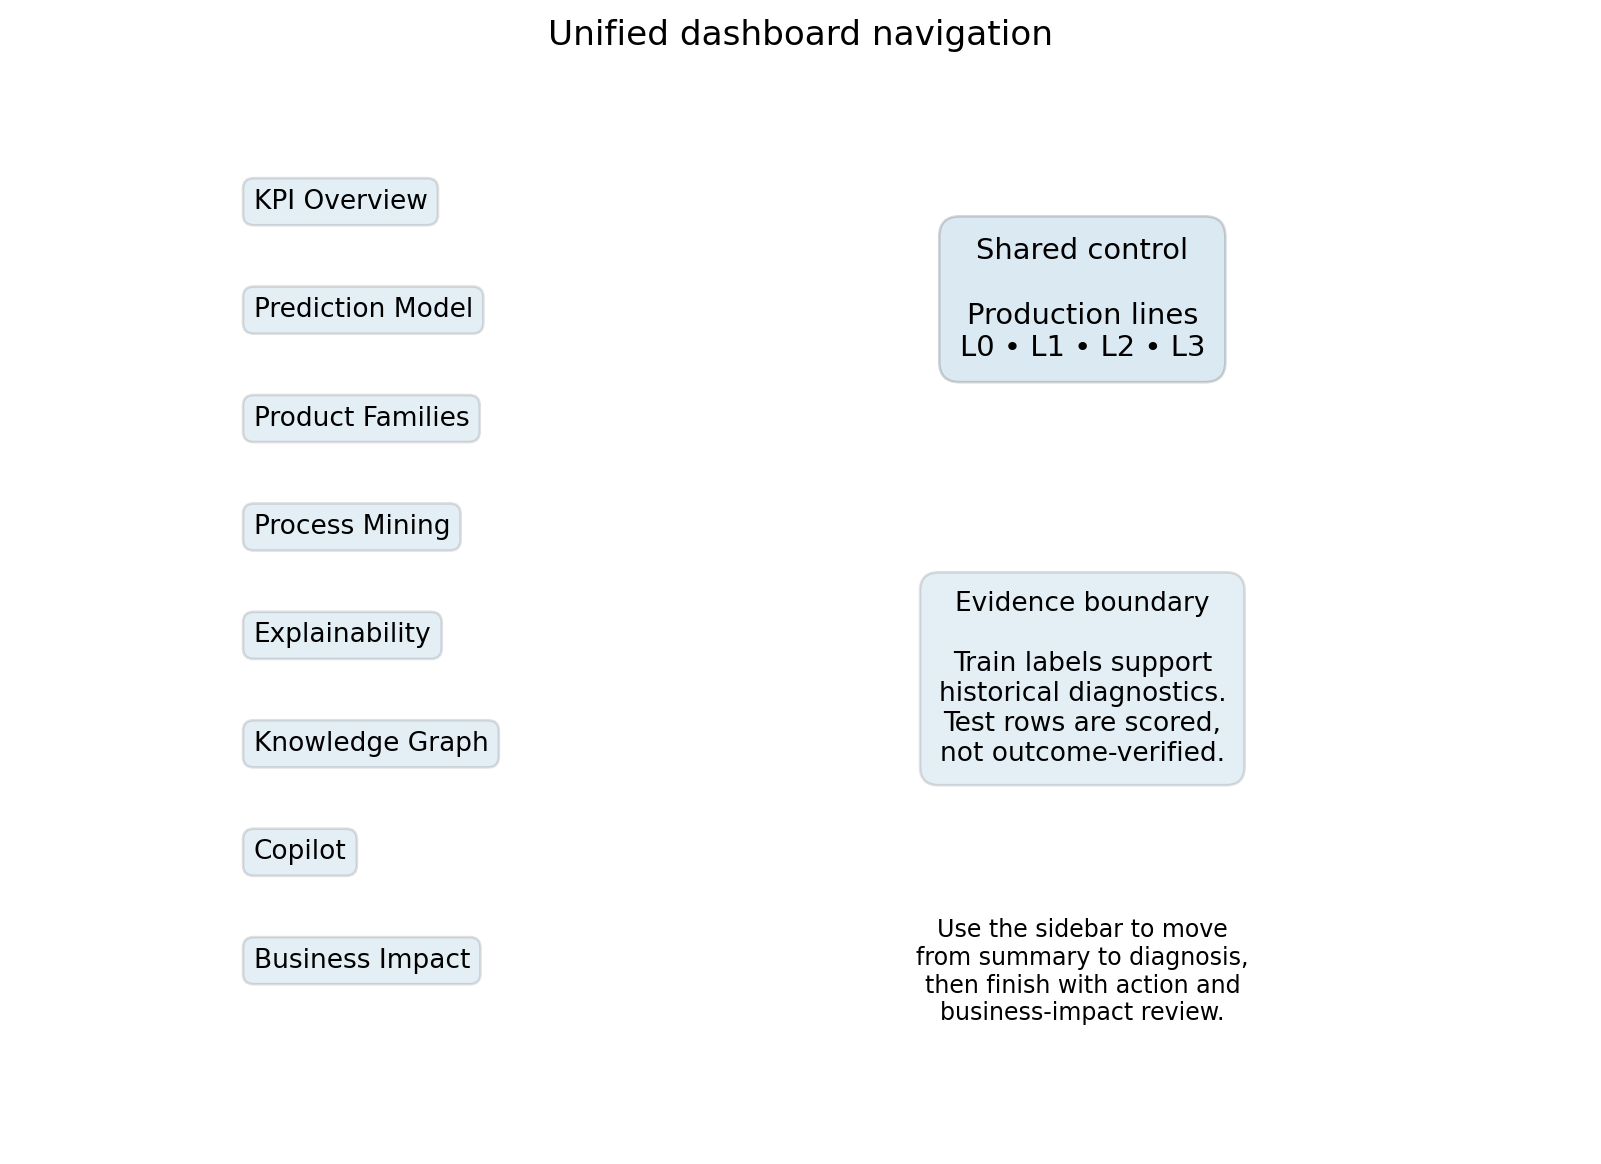 Unified dashboard navigation
KPI Overview
Prediction Model
Product Families
Process Mining
Explainability
Knowledge Graph
Copilot
Business Impact
Shared control
Production lines
L0 • L1 • L2 • L3
Evidence boundary
Train labels support
historical diagnostics.
Test rows are scored,
not outcome-verified.
Use the sidebar to move
from summary to diagnosis,
then finish with action and
business-impact review.